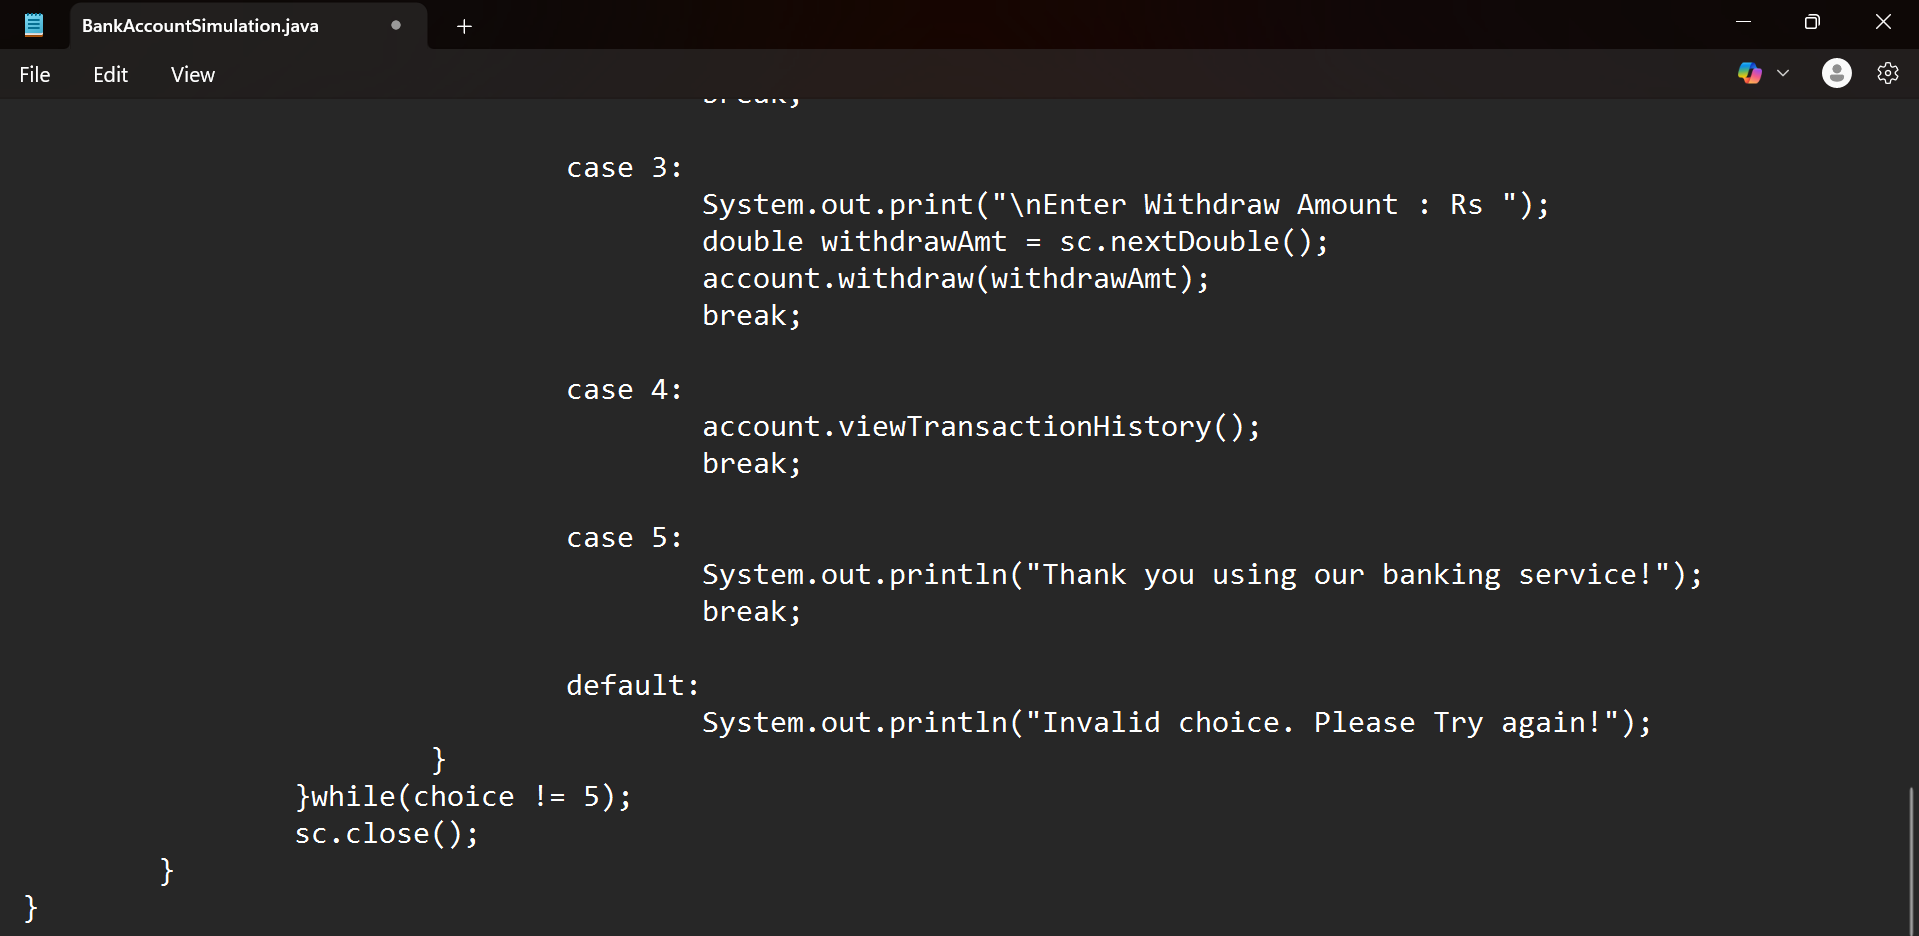 BankAccountSimulation.java
File Edit View
break;
case 3:
System.out.print("\nEnter Withdraw Amount : Rs ");
double withdrawAmt = sc.nextDouble();
account.withdraw(withdrawAmt);
break;
case 4:
account.viewTransactionHistory();
break;
case 5:
System.out.println("Thank you using our banking service!");
break;
default:
System.out.println("Invalid choice. Please Try again!");
}
}while(choice != 5);
sc.close();
}
}